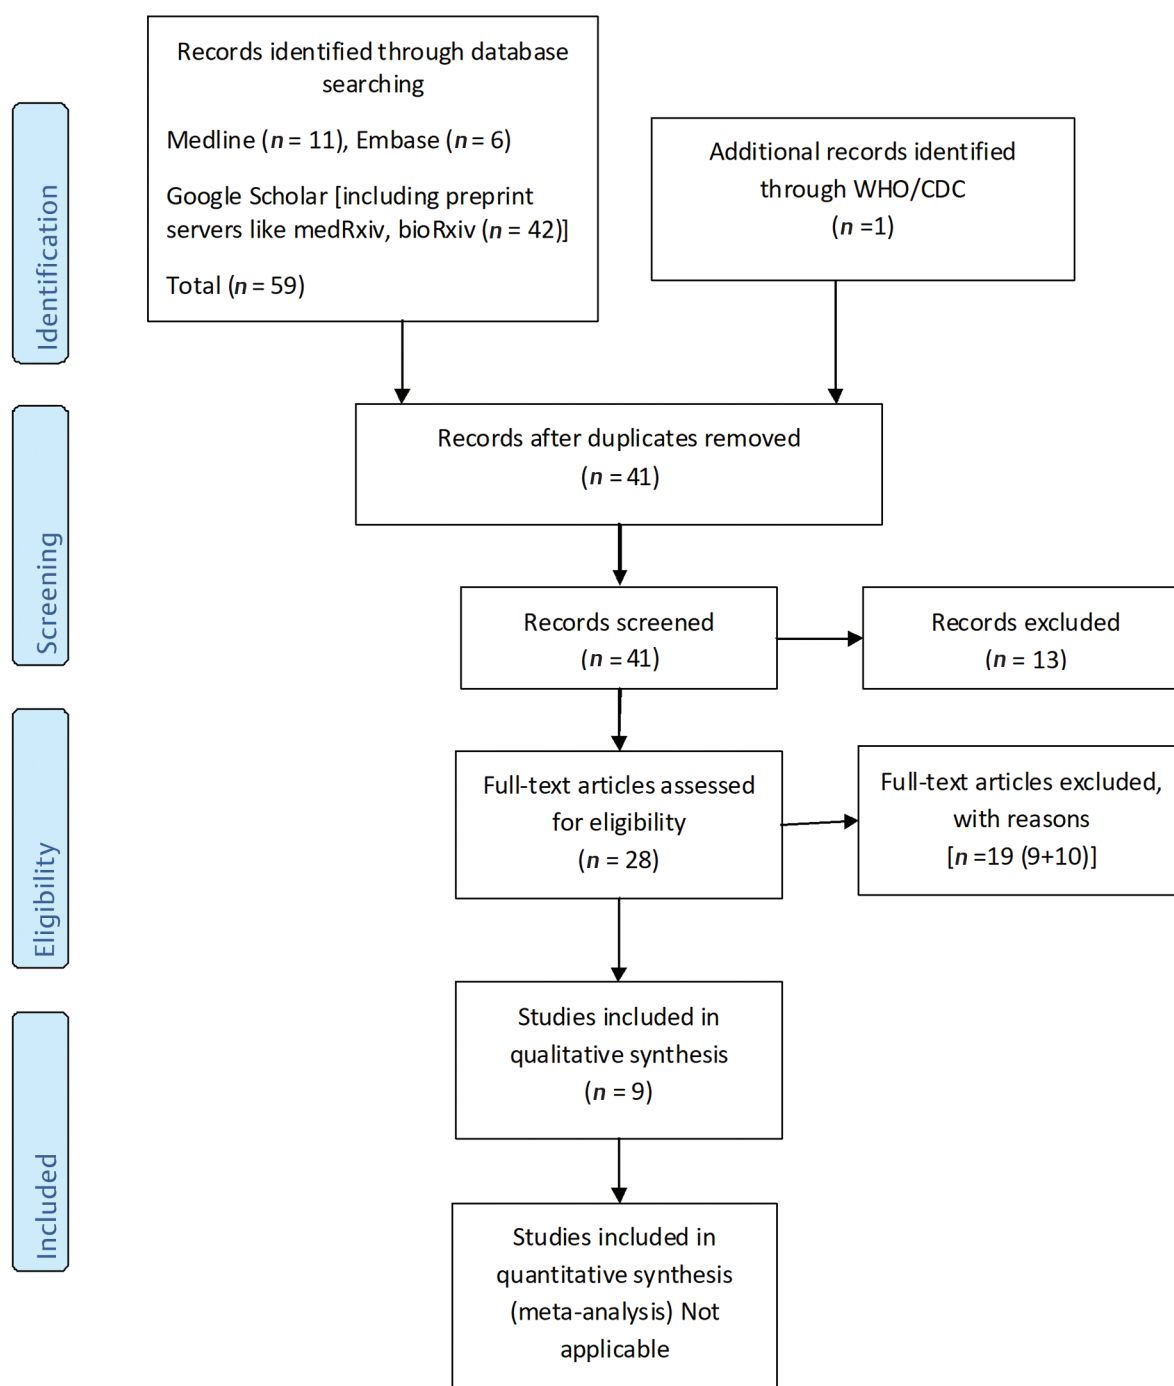 Records identified through database
searching
Medline (n = 11), Embase (n = 6)
Google Scholar [including preprint
servers like medRxiv, bioRxiv (n = 42)]
Total (n = 59)
Additional records identified
through WHO/CDC
(n =1)
Identification
Records after duplicates removed
(n = 41)
Screening
Records screened
(n = 41)
Records excluded
(n = 13)
Full-text articles assessed
for eligibility
(n = 28)
Full-text articles excluded,
with reasons
[n =19 (9+10)]
Eligibility
Studies included in
qualitative synthesis
(n = 9)
Included
Studies included in
quantitative synthesis
(meta-analysis) Not
applicable